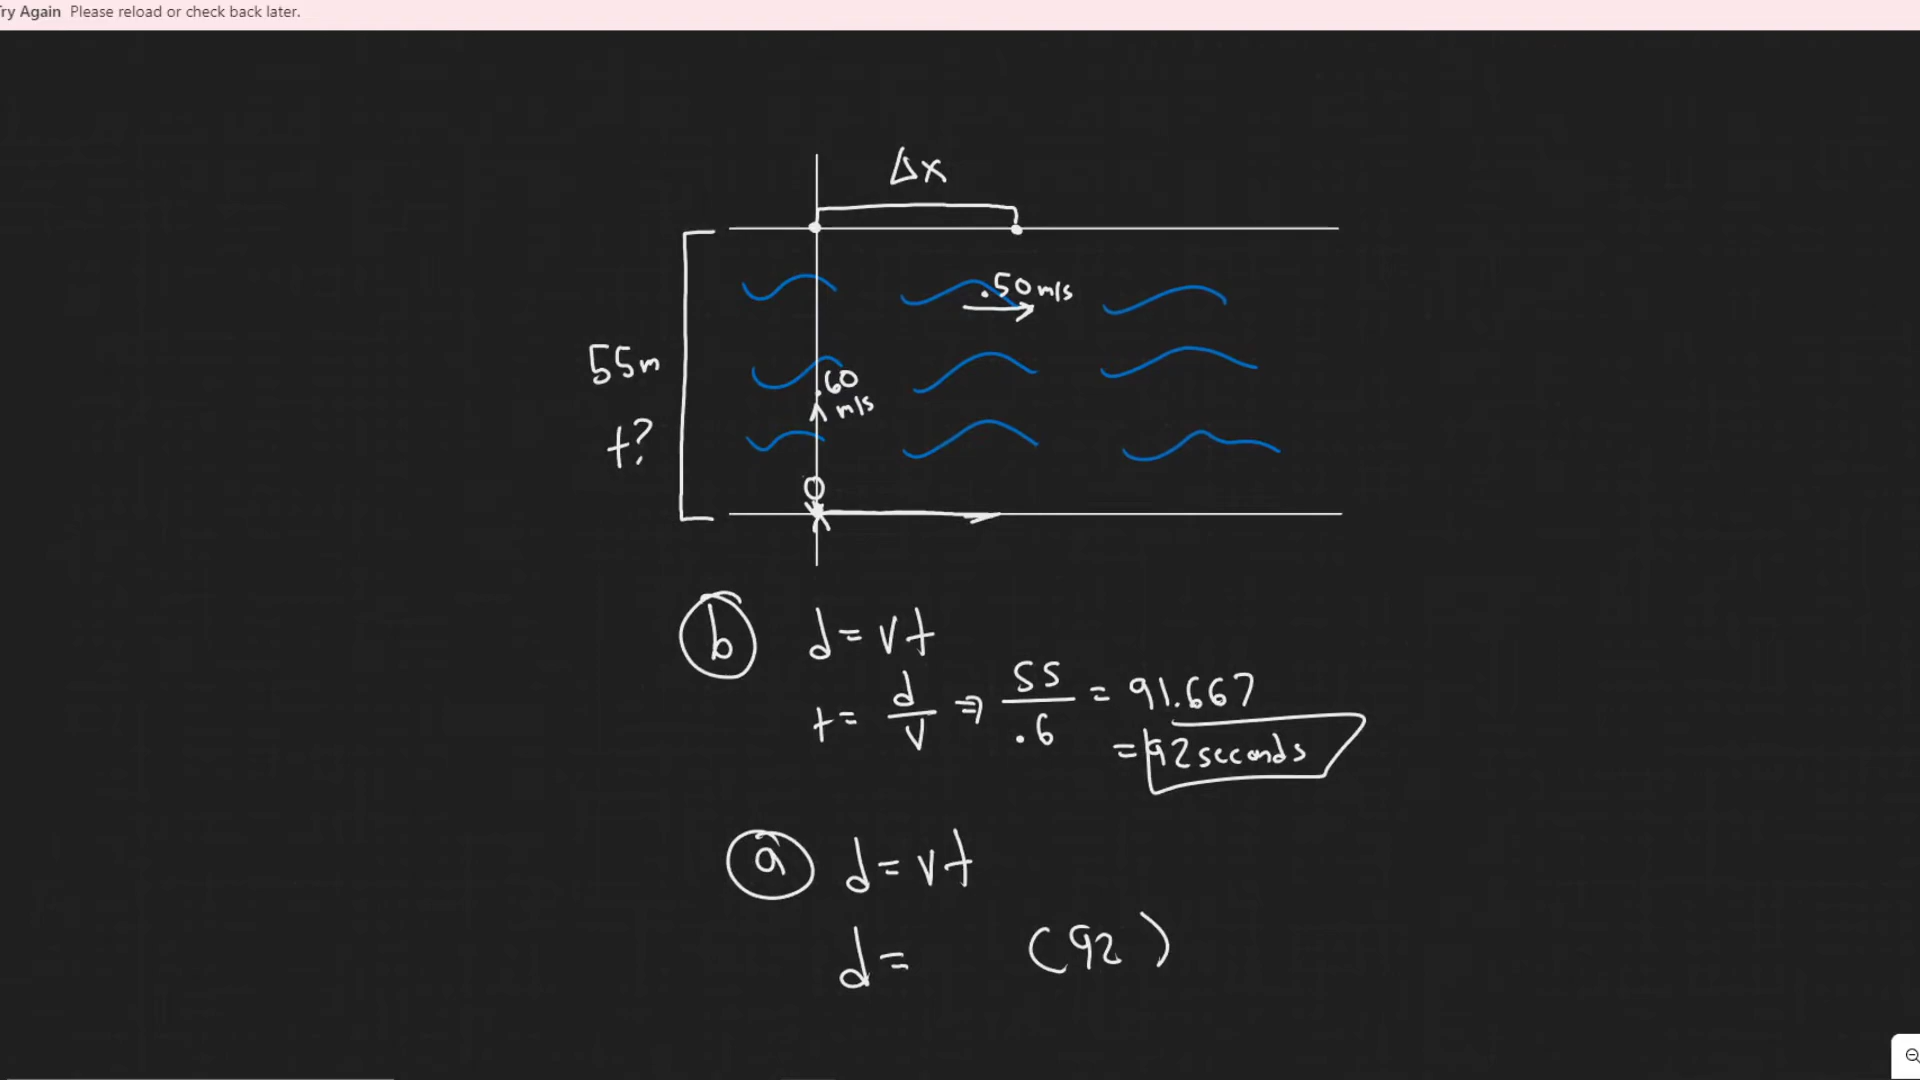 ry Again Please reload or check back later.
Δx
.50 m/s
55m
.60
m/s
t?
b d=vt
t= d/v ⇒ 55/.6 = 91.667
= 92 seconds
a d=vt
d= (92)